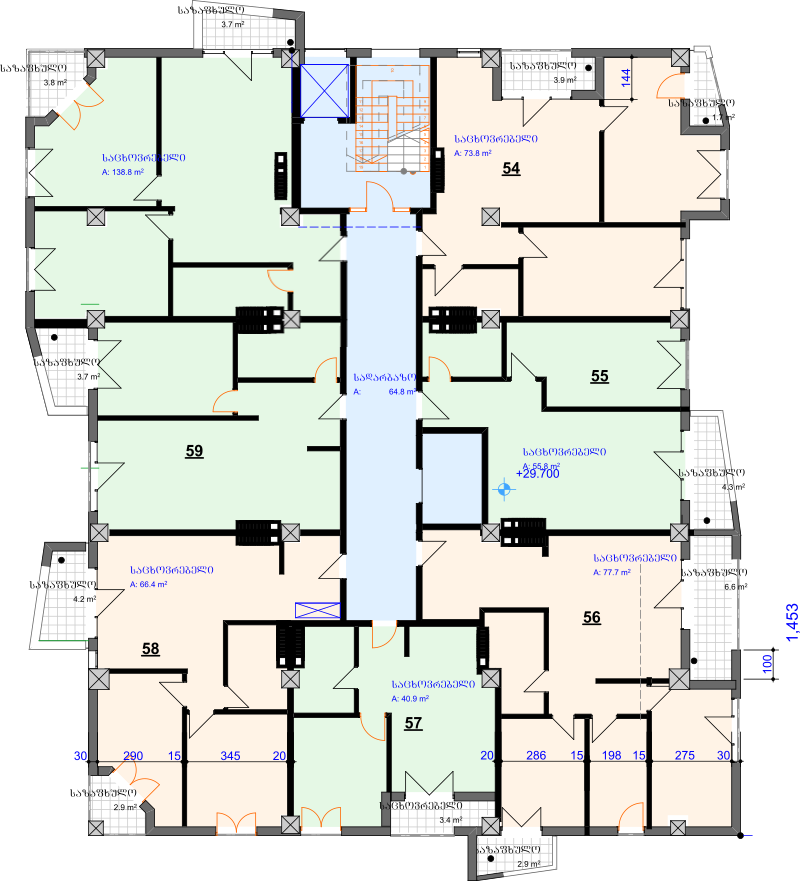 საზაფხულო
3.7 m²
საზაფხულო
3.8 m²
საზაფხულო
3.9 m²
144
საზაფხულო
1.7 m²
საცხოვრებელი
A: 138.8 m²
საცხოვრებელი
A: 73.8 m²
54
საზაფხულო
3.7 m²
სადარბაზო
A: 64.8 m²
55
59
საცხოვრებელი
A: 55.8 m²
+29.700
საზაფხულო
4.3 m²
საცხოვრებელი
A: 66.4 m²
საცხოვრებელი
A: 77.7 m²
საზაფხულო
4.2 m²
საზაფხულო
6.6 m²
56
1,453
58
100
საცხოვრებელი
A: 40.9 m²
57
30 290 15 345 20 20 286 15 198 15 275 30
საზაფხულო
2.9 m²
საცხოვრებელი
3.4 m²
საზაფხულო
2.9 m²